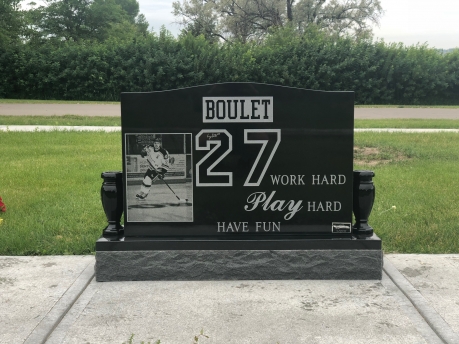 BOULET
27
WORK HARD
Play HARD
HAVE FUN